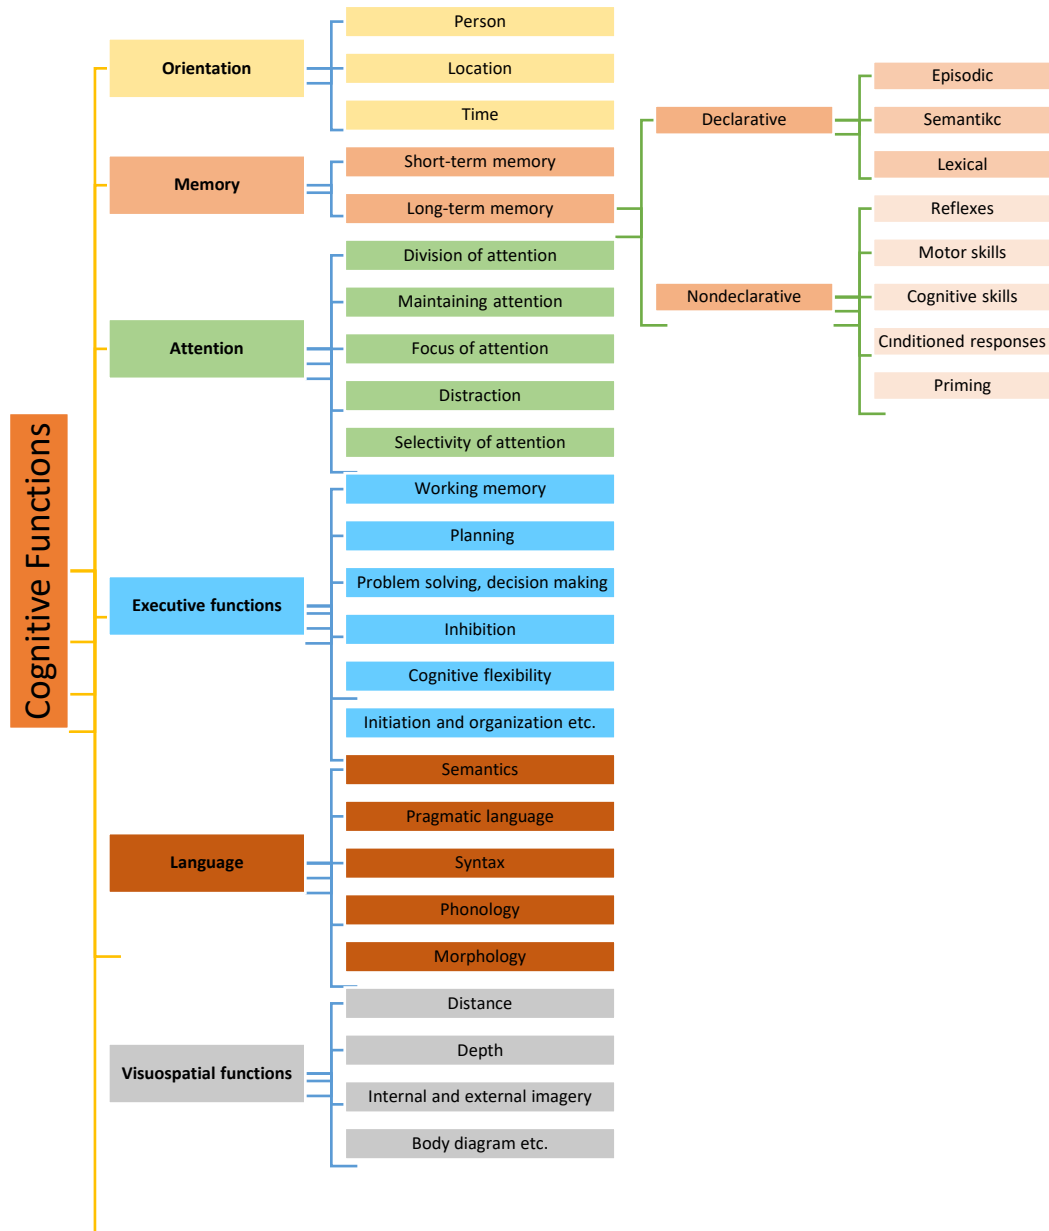 Cognitive Functions
Orientation
Person
Location
Time
Memory
Short-term memory
Long-term memory
Declarative
Episodic
Semantikc
Lexical
Nondeclarative
Reflexes
Motor skills
Cognitive skills
Cınditioned responses
Priming
Attention
Division of attention
Maintaining attention
Focus of attention
Distraction
Selectivity of attention
Executive functions
Working memory
Planning
Problem solving, decision making
Inhibition
Cognitive flexibility
Initiation and organization etc.
Language
Semantics
Pragmatic language
Syntax
Phonology
Morphology
Visuospatial functions
Distance
Depth
Internal and external imagery
Body diagram etc.